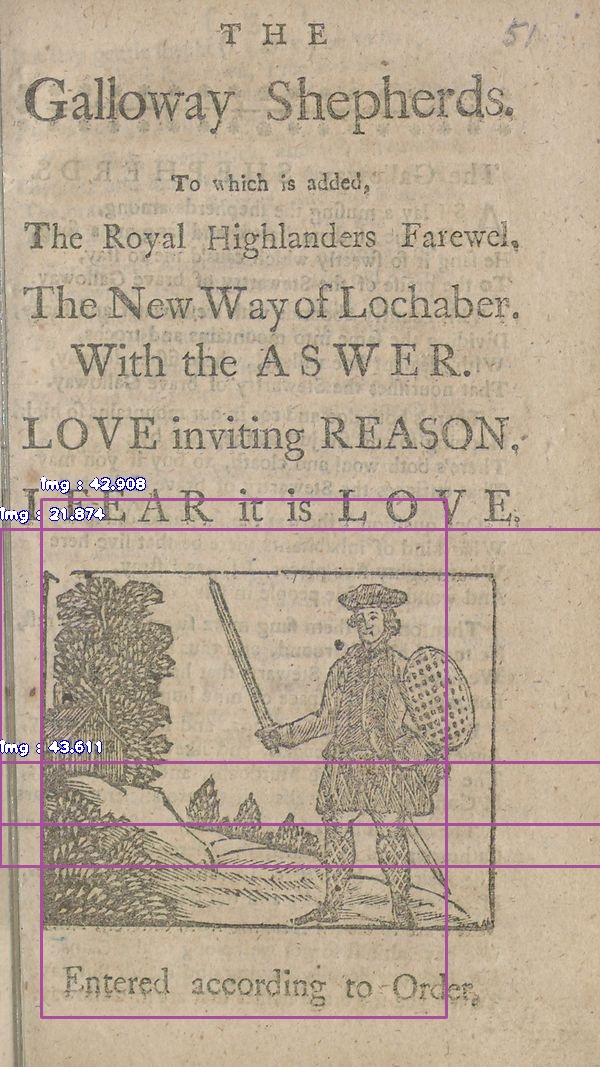 51
THE
Galloway Shepherds.
To which is added,
The Royal Highlanders Farewel,
The New Way of Lochaber.
With the ASWER.
LOVE inviting REASON.
img : 42.908
I FEAR it is LOVE.
img : 21.874
img : 43.611
Entered according to Order,